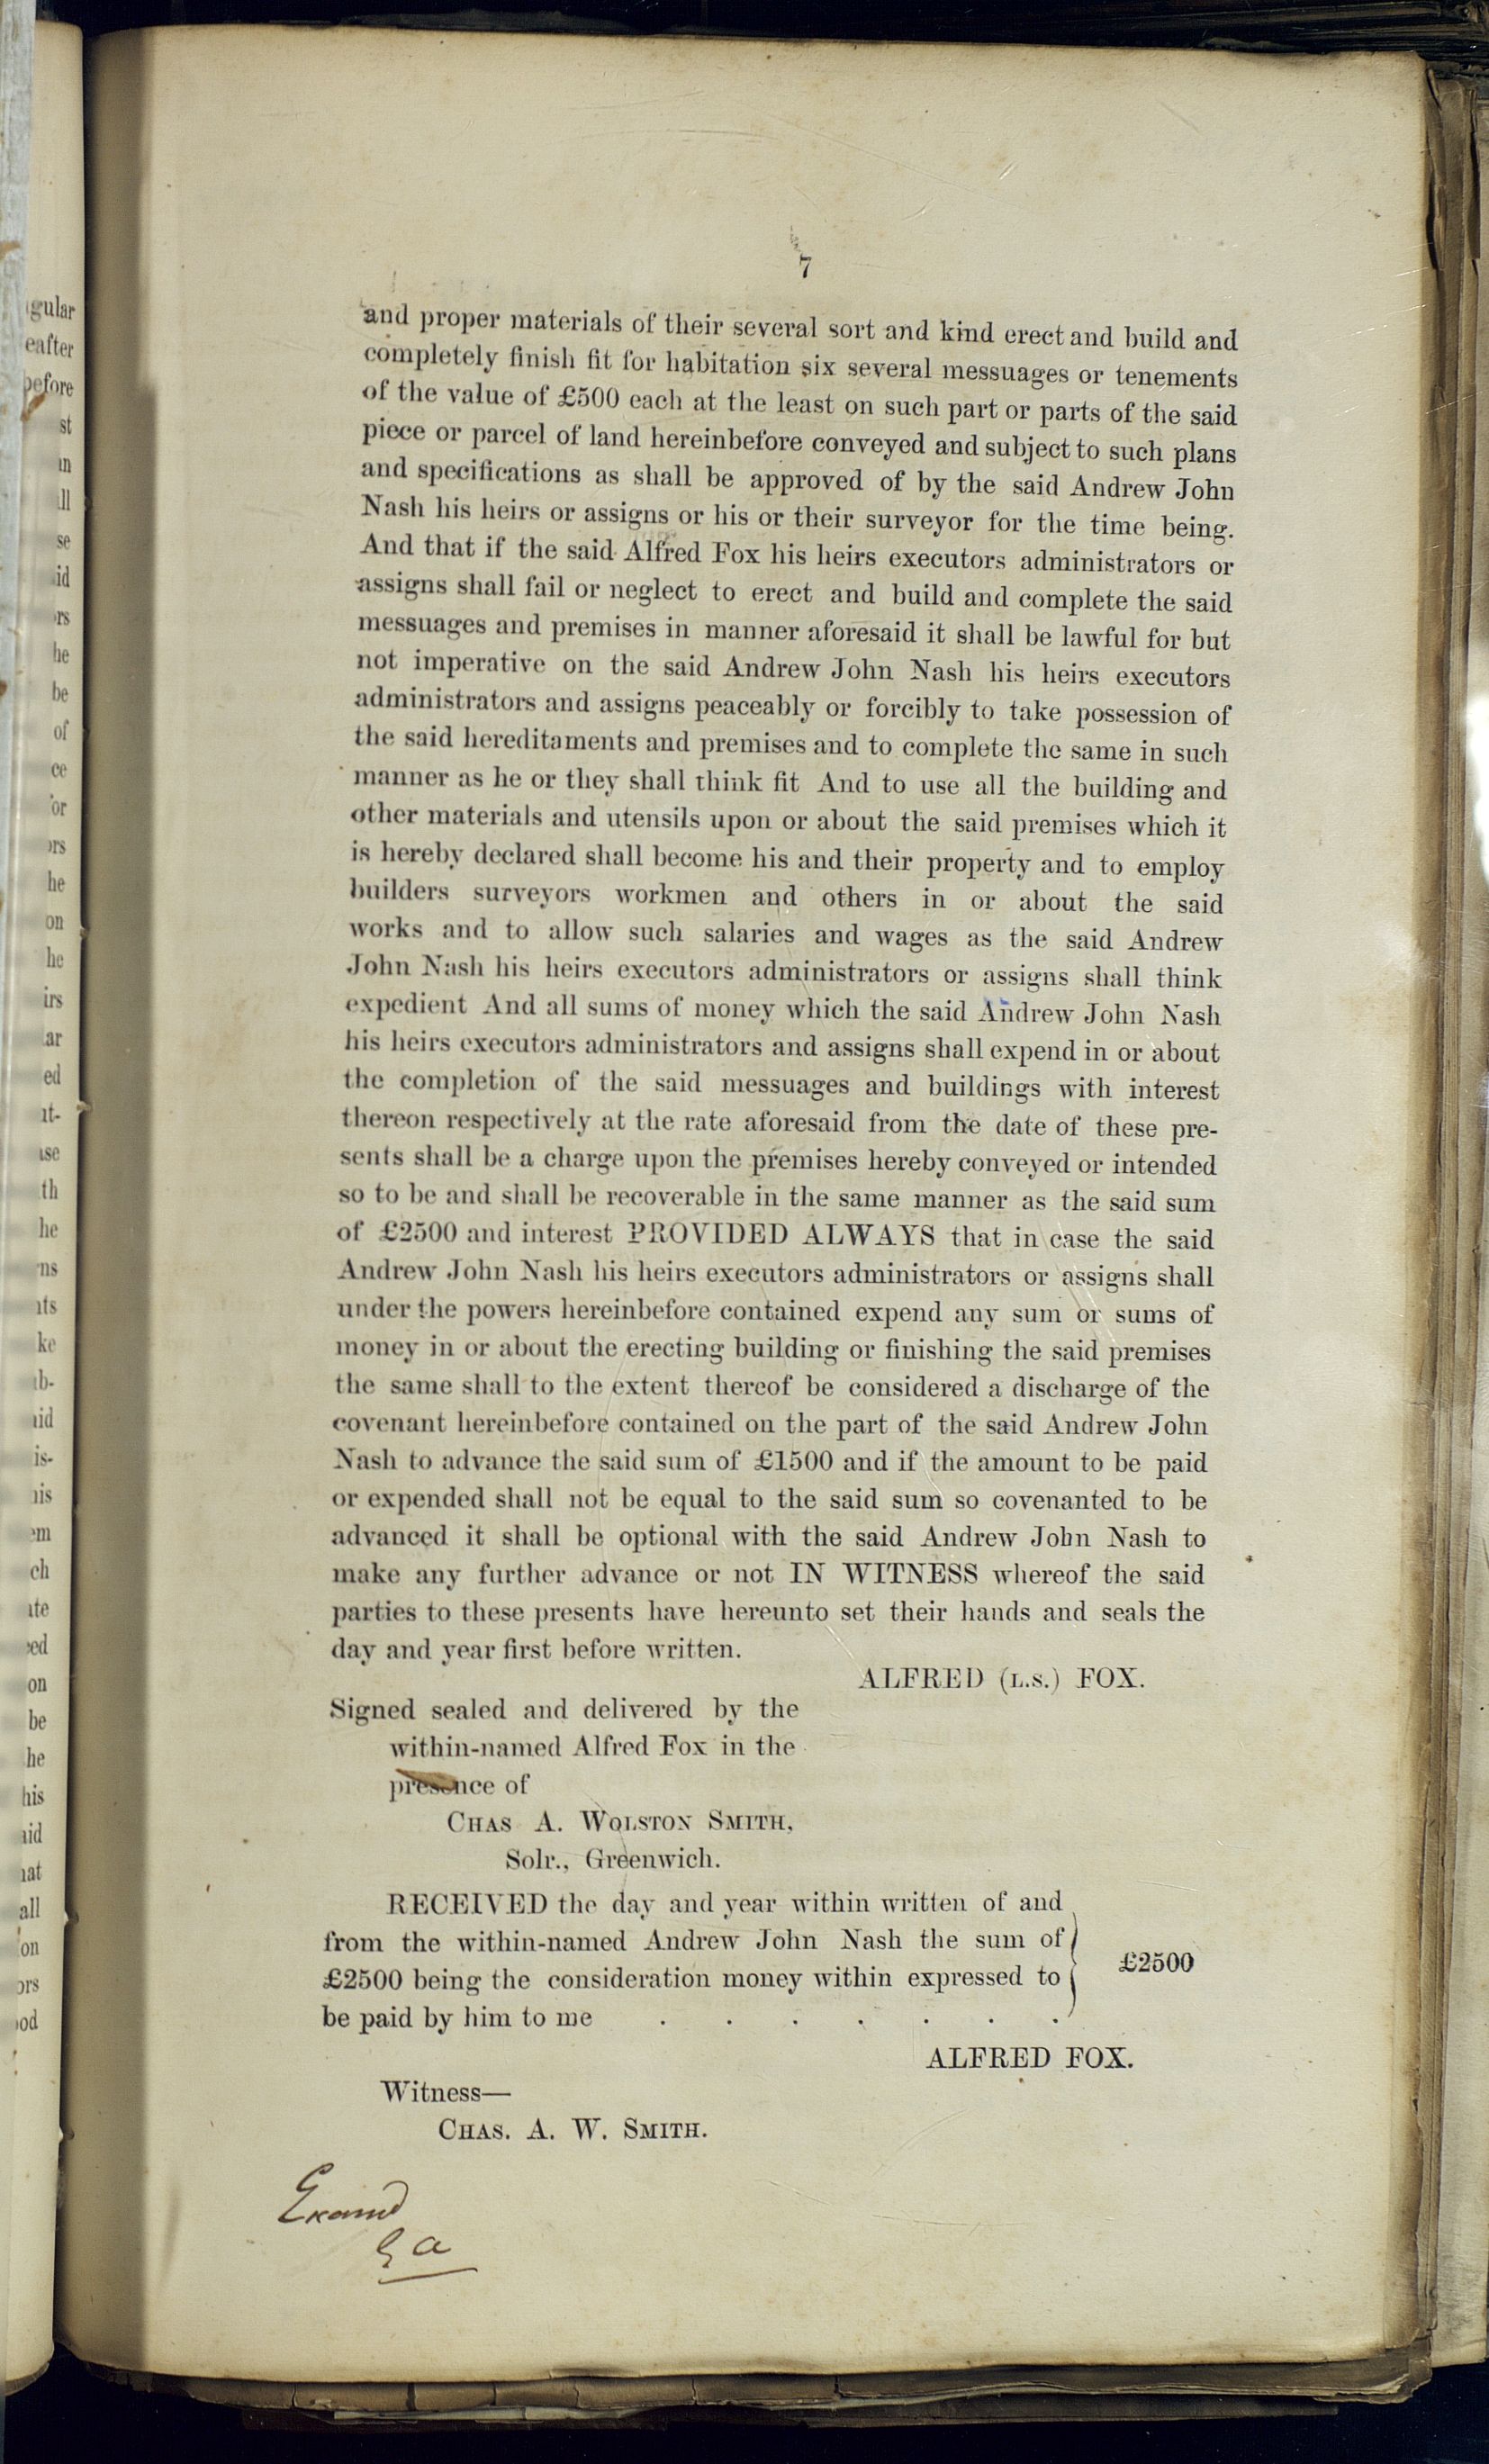 7
and proper materials of their several sort and kind erect and build and
completely finish fit for habitation six several messuages or tenements
of the value of £500 each at the least on such part or parts of the said
piece or parcel of land hereinbefore conveyed and subject to such plans
and specifications as shall be approved of by the said Andrew John
Nash his heirs or assigns or his or their surveyor for the time being.
And that if the said Alfred Fox his heirs executors administrators or
assigns shall fail or neglect to erect and build and complete the said
messuages and premises in manner aforesaid it shall be lawful for but
not imperative on the said Andrew John Nash his heirs executors
administrators and assigns peaceably or forcibly to take possession of
the said hereditaments and premises and to complete the same in such
manner as he or they shall think fit And to use all the building and
other materials and utensils upon or about the said premises which it
is hereby declared shall become his and their property and to employ
builders surveyors workmen and others in or about the said
works and to allow such salaries and wages as the said Andrew
John Nash his heirs executors administrators or assigns shall think
expedient And all sums of money which the said Andrew John Nash
his heirs executors administrators and assigns shall expend in or about
the completion of the said messuages and buildings with interest
thereon respectively at the rate aforesaid from the date of these pre-
sents shall be a charge upon the premises hereby conveyed or intended
so to be and shall be recoverable in the same manner as the said sum
of £2500 and interest PROVIDED ALWAYS that in case the said
Andrew John Nash his heirs executors administrators or assigns shall
under the powers hereinbefore contained expend any sum or sums of
money in or about the erecting building or finishing the said premises
the same shall to the extent thereof be considered a discharge of the
covenant hereinbefore contained on the part of the said Andrew John
Nash to advance the said sum of £1500 and if the amount to be paid
or expended shall not be equal to the said sum so covenanted to be
advanced it shall be optional with the said Andrew John Nash to
make any further advance or not IN WITNESS whereof the said
parties to these presents have hereunto set their hands and seals the
day and year first before written.
ALFRED (L.S.) FOX.
Signed sealed and delivered by the
within-named Alfred Fox in the
presence of
CHAS A. WOLSTON SMITH,
Solr., Greenwich.
RECEIVED the day and year within written of and
from the within-named Andrew John Nash the sum of
£2500 being the consideration money within expressed to
be paid by him to me . . . . . . .
£2500
ALFRED FOX.
Witness—
CHAS. A. W. SMITH.
Examd